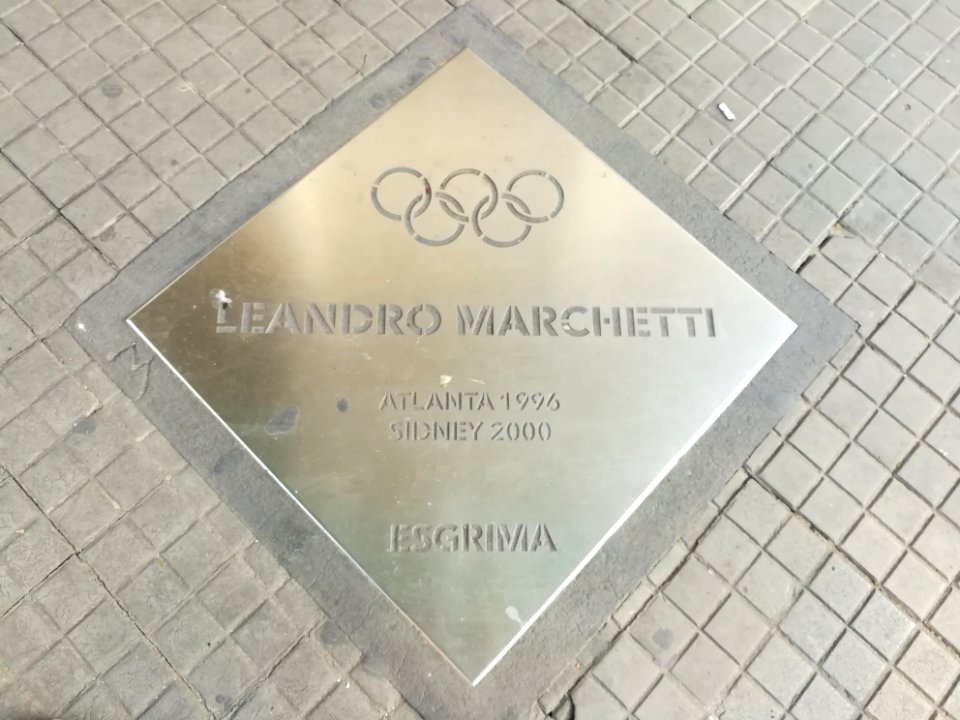 LEANDRO MARCHETTI
ATLANTA 1996
SIDNEY 2000
ESGRIMA